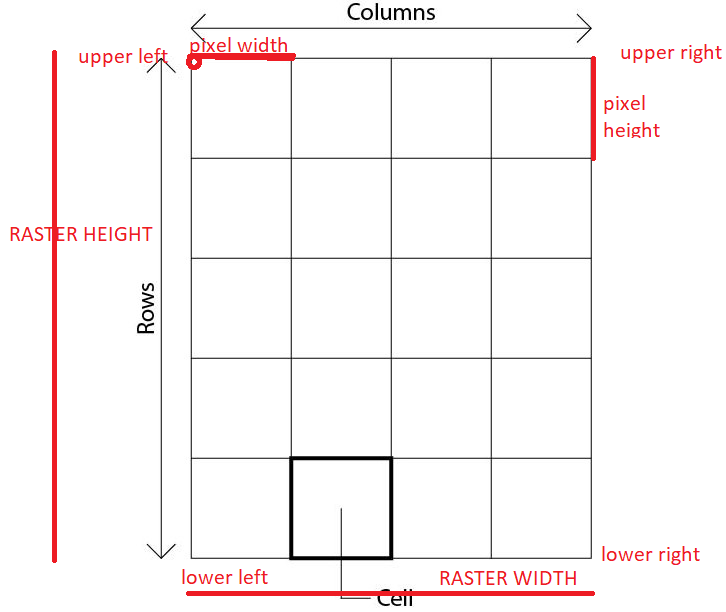 Columns
upper left
pixel width
upper right
pixel
height
RASTER HEIGHT
Rows
lower right
lower left
RASTER WIDTH
Cell